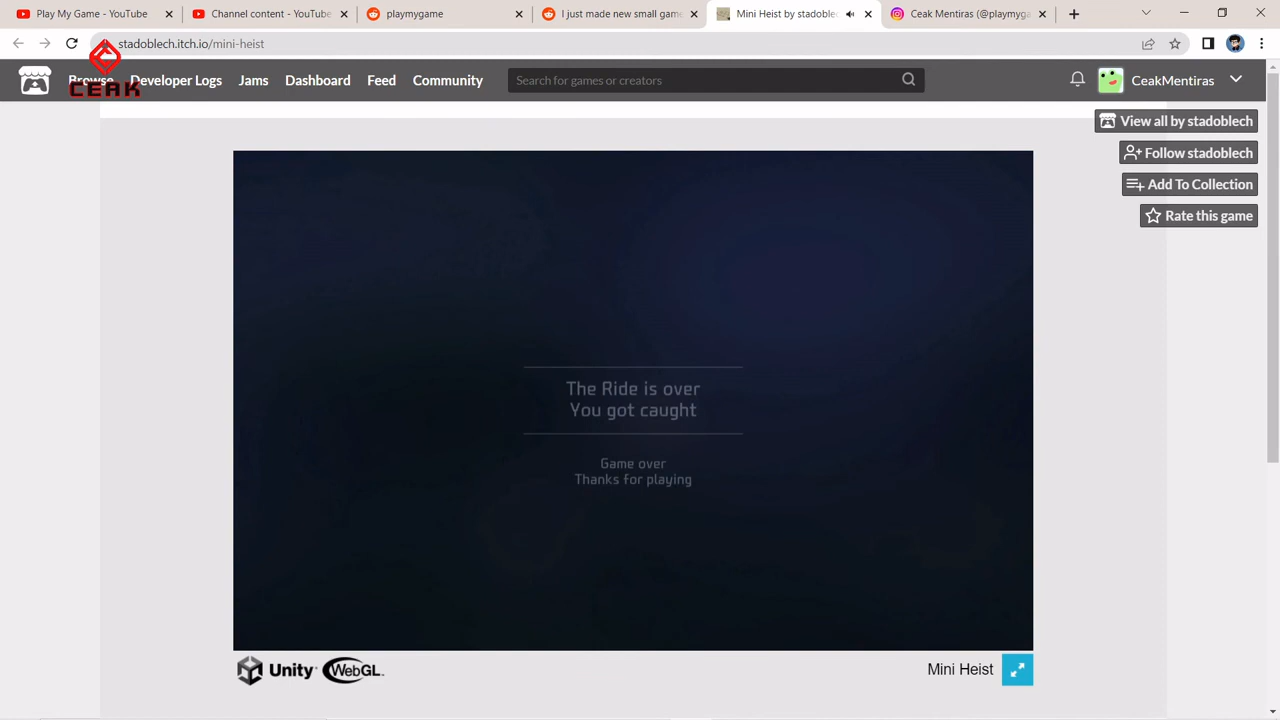 Play My Game - YouTube
Channel content - YouTube
playmygame
I just made new small game
Mini Heist by stadoblech
Ceak Mentiras (@playmyga
stadoblech.itch.io/mini-heist
CEAK
Browse
Developer Logs
Jams
Dashboard
Feed
Community
Search for games or creators
CeakMentiras
View all by stadoblech
Follow stadoblech
Add To Collection
Rate this game
The Ride is over
You got caught
Game over
Thanks for playing
Unity
WebGL
Mini Heist